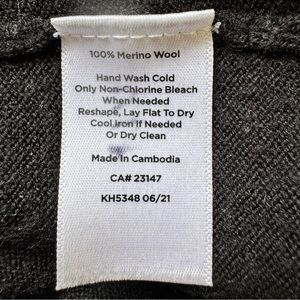 100% Merino Wool
Hand Wash Cold
Only Non-Chlorine Bleach
When Needed
Reshape, Lay Flat To Dry
Cool Iron If Needed
Or Dry Clean
Made In Cambodia
CA# 23147
KH5348 06/21